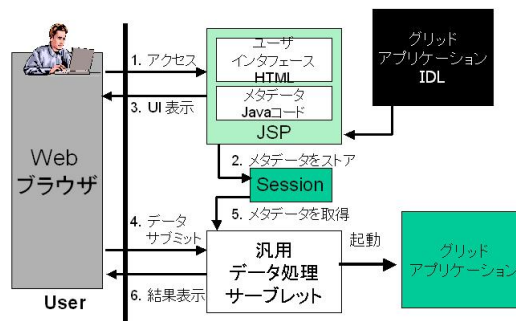 1. アクセス
ユーザ
インタフェース
HTML
メタデータ
Javaコード
JSP
グリッド
アプリケーション
IDL
3. UI 表示
Web
ブラウザ
2. メタデータをストア
Session
5. メタデータを取得
4. データ
サブミット
汎用
データ処理
サーブレット
起動
グリッド
アプリケーション
6. 結果表示
User